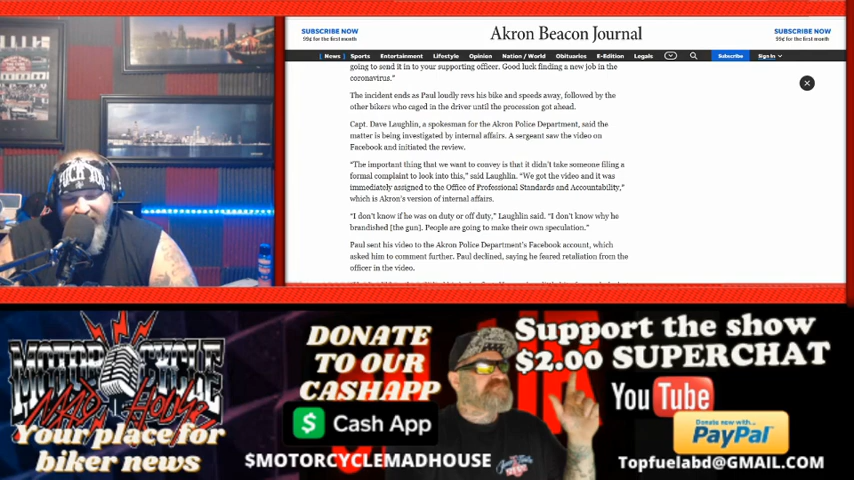 SUBSCRIBE NOW
99¢ for the first month
Akron Beacon Journal
SUBSCRIBE NOW
99¢ for the first month
News
Sports
Entertainment
Lifestyle
Opinion
Nation / World
Obituaries
E-Edition
Legals
Subscribe
Sign In
going to send it in to your supporting officer. Good luck finding a new job in the
coronavirus."
The incident ends as Paul loudly revs his bike and speeds away, followed by the
other bikers who caged in the driver until the procession got ahead.
Capt. Dave Laughlin, a spokesman for the Akron Police Department, said the
matter is being investigated by internal affairs. A sergeant saw the video on
Facebook and initiated the review.
"The important thing that we want to convey is that it didn't take someone filing a
formal complaint to look into this," said Laughlin. "We got the video and it was
immediately assigned to the Office of Professional Standards and Accountability,"
which is Akron's version of internal affairs.
"I don't know if he was on duty or off duty," Laughlin said. "I don't know why he
brandished [the gun]. People are going to make their own speculation."
Paul sent his video to the Akron Police Department's Facebook account, which
asked him to comment further. Paul declined, saying he feared retaliation from the
officer in the video.
MOTORCYCLE
MADHOUSE
Your place for
biker news
DONATE
TO OUR
CASHAPP
$ Cash App
$MOTORCYCLEMADHOUSE
Support the show
$2.00 SUPERCHAT
YouTube
Donate now with...
PayPal
Topfuelabd@GMAIL.COM